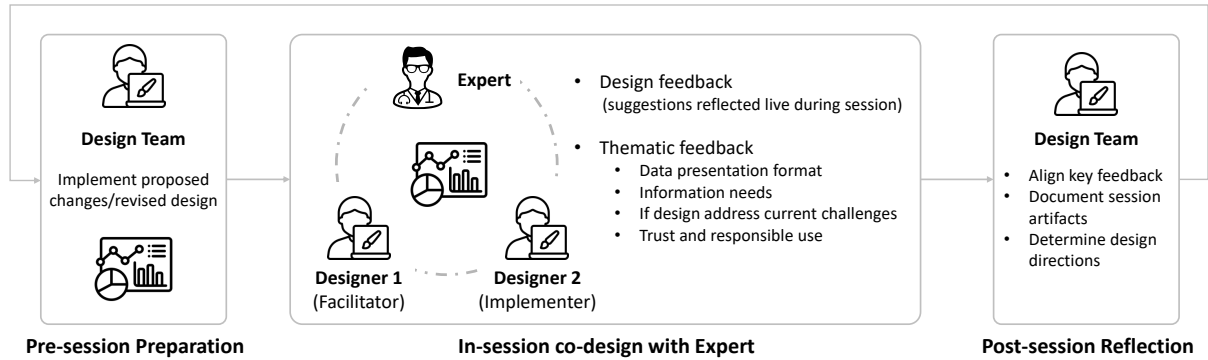 Design Team
Implement proposed
changes/revised design
Pre-session Preparation
Expert
Designer 1
(Facilitator)
Designer 2
(Implementer)
• Design feedback
(suggestions reflected live during session)
• Thematic feedback
• Data presentation format
• Information needs
• If design address current challenges
• Trust and responsible use
In-session co-design with Expert
Design Team
• Align key feedback
• Document session
artifacts
• Determine design
directions
Post-session Reflection